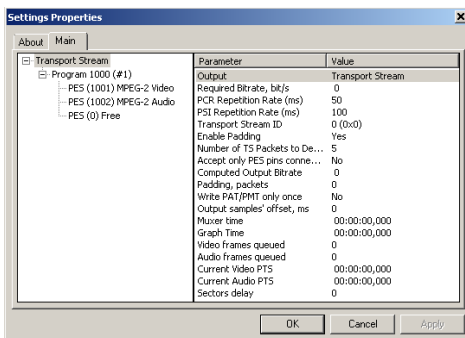 Settings Properties
About Main
Transport Stream
Program 1000 (#1)
PES (1001) MPEG-2 Video
PES (1002) MPEG-2 Audio
PES (0) Free
Parameter Value
Output Transport Stream
Required Bitrate, bit/s 0
PCR Repetition Rate (ms) 50
PSI Repetition Rate (ms) 100
Transport Stream ID 0 (0x0)
Enable Padding Yes
Number of TS Packets to De... 5
Accept only PES pins conne... No
Computed Output Bitrate 0
Padding, packets 0
Write PAT/PMT only once No
Output samples' offset, ms 0
Muxer time 00:00:00,000
Graph Time 00:00:00,000
Video frames queued 0
Audio frames queued 0
Current Video PTS 00:00:00,000
Current Audio PTS 00:00:00,000
Sectors delay 0
OK Cancel Apply